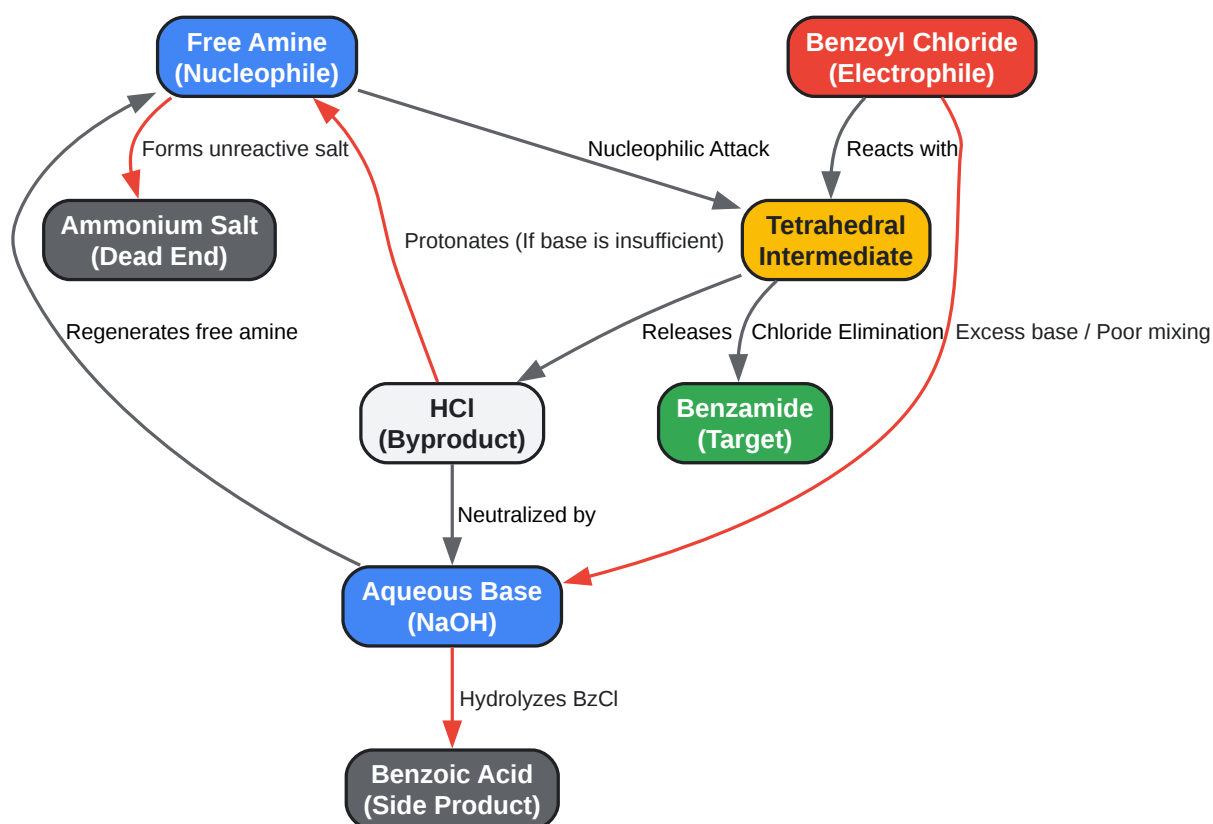 Free Amine
(Nucleophile)
Benzoyl Chloride
(Electrophile)
Forms unreactive salt
Nucleophilic Attack
Reacts with
Ammonium Salt
(Dead End)
Protonates (If base is insufficient)
Tetrahedral
Intermediate
Regenerates free amine
Releases
Chloride Elimination
Excess base / Poor mixing
HCl
(Byproduct)
Benzamide
(Target)
Neutralized by
Aqueous Base
(NaOH)
Hydrolyzes BzCl
Benzoic Acid
(Side Product)